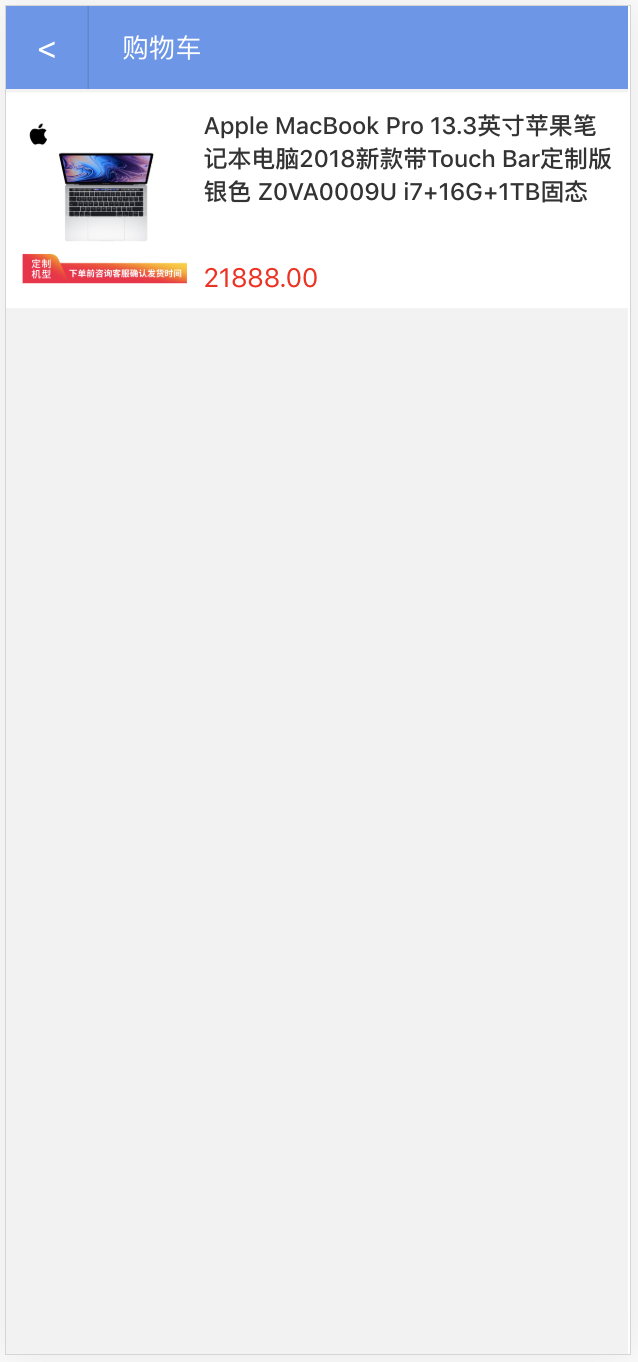 <
购物车
Apple MacBook Pro 13.3英寸苹果笔
记本电脑2018新款带Touch Bar定制版
银色 Z0VA0009U i7+16G+1TB固态
定制
机型
下单前咨询客服确认发货时间
21888.00